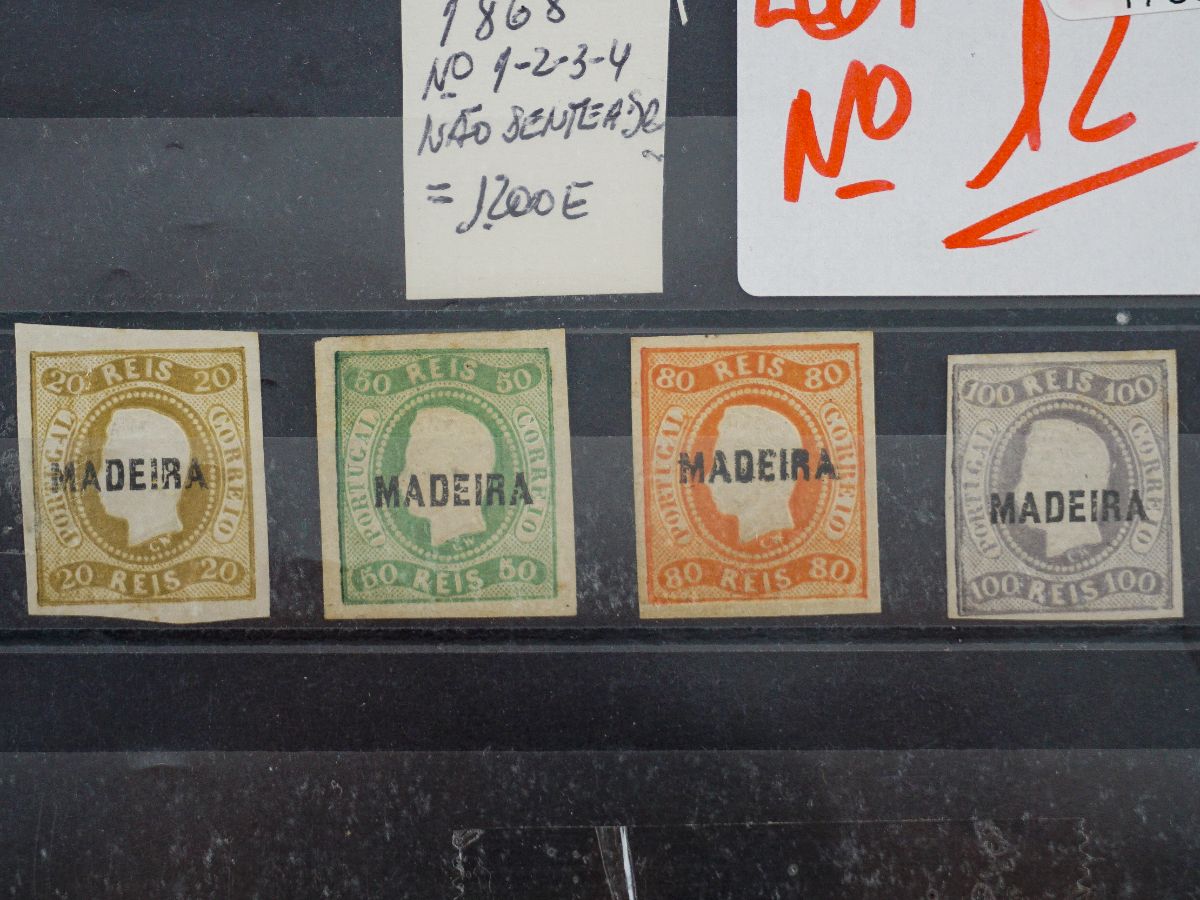 1868
Nº 1-2-3-4
NÃO DENTEADO
= 1200E
Nº 12
20 REIS 20
PORTUGAL
CORREIO
MADEIRA
20 REIS 20
50 REIS 50
PORTUGAL
CORREIO
MADEIRA
50 REIS 50
80 REIS 80
PORTUGAL
CORREIO
MADEIRA
80 REIS 80
100 REIS 100
PORTUGAL
CORREIO
MADEIRA
100 REIS 100